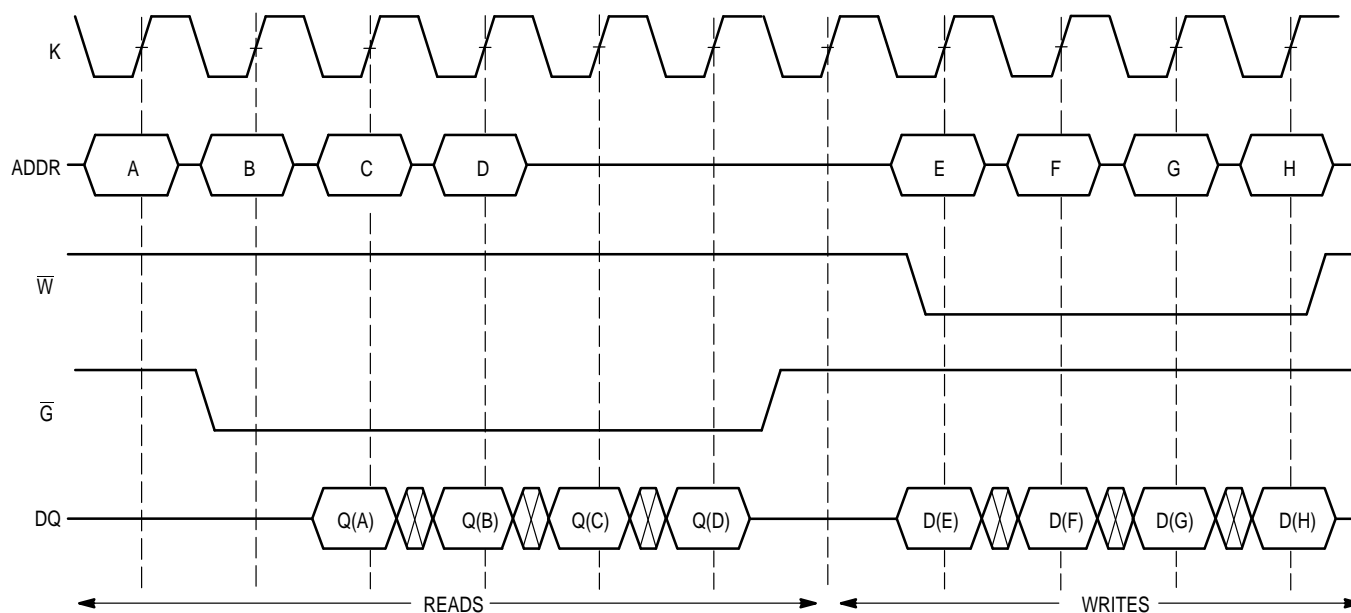 K
ADDR A B C D E F G H
W̅
G̅
DQ Q(A) Q(B) Q(C) Q(D) D(E) D(F) D(G) D(H)
READS WRITES